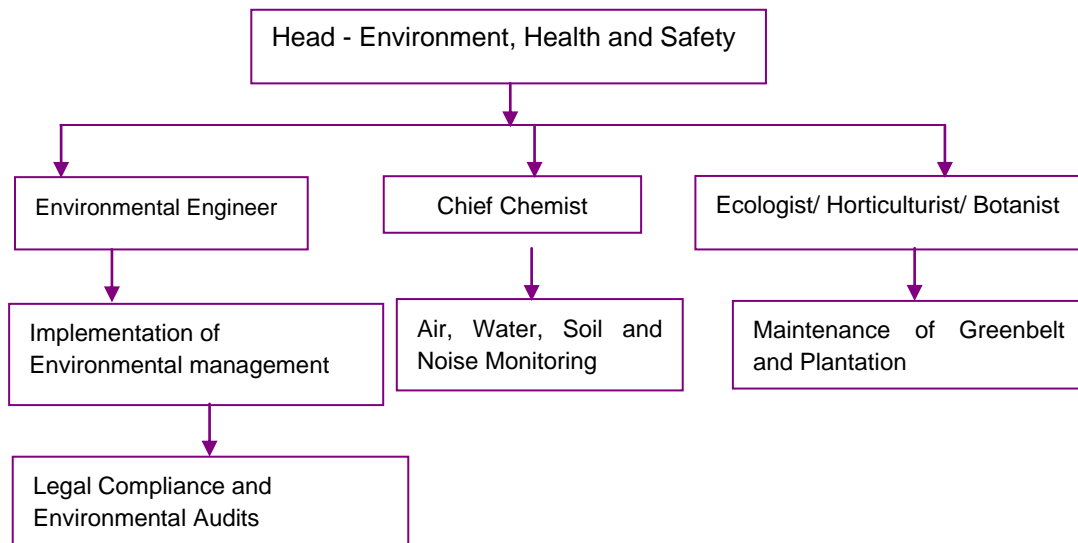 Head - Environment, Health and Safety
Environmental Engineer
Chief Chemist
Ecologist/ Horticulturist/ Botanist
Implementation of
Environmental management
Air, Water, Soil and
Noise Monitoring
Maintenance of Greenbelt
and Plantation
Legal Compliance and
Environmental Audits